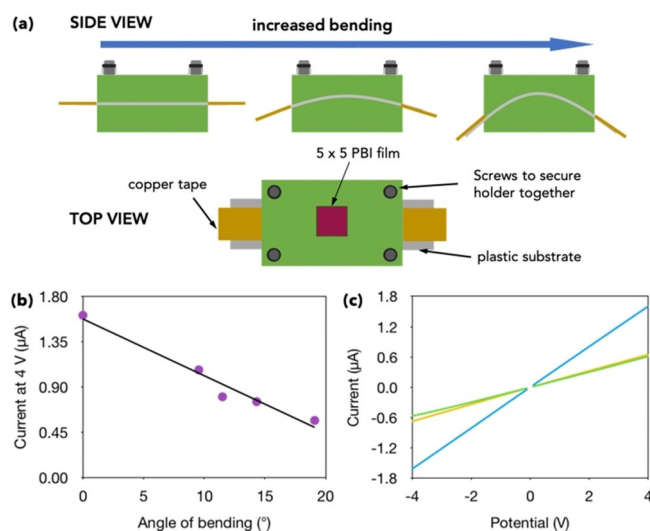 (a)
SIDE VIEW
increased bending
5 x 5 PBI film
copper tape
Screws to secure
holder together
TOP VIEW
plastic substrate
(b)
1.80
1.35
0.90
0.45
0.00
Current at 4 V (μA)
0
5
10
15
20
Angle of bending (°)
(c)
1.8
1.2
0.6
0.0
-0.6
-1.2
-1.8
Current (μA)
-4
-2
0
2
4
Potential (V)